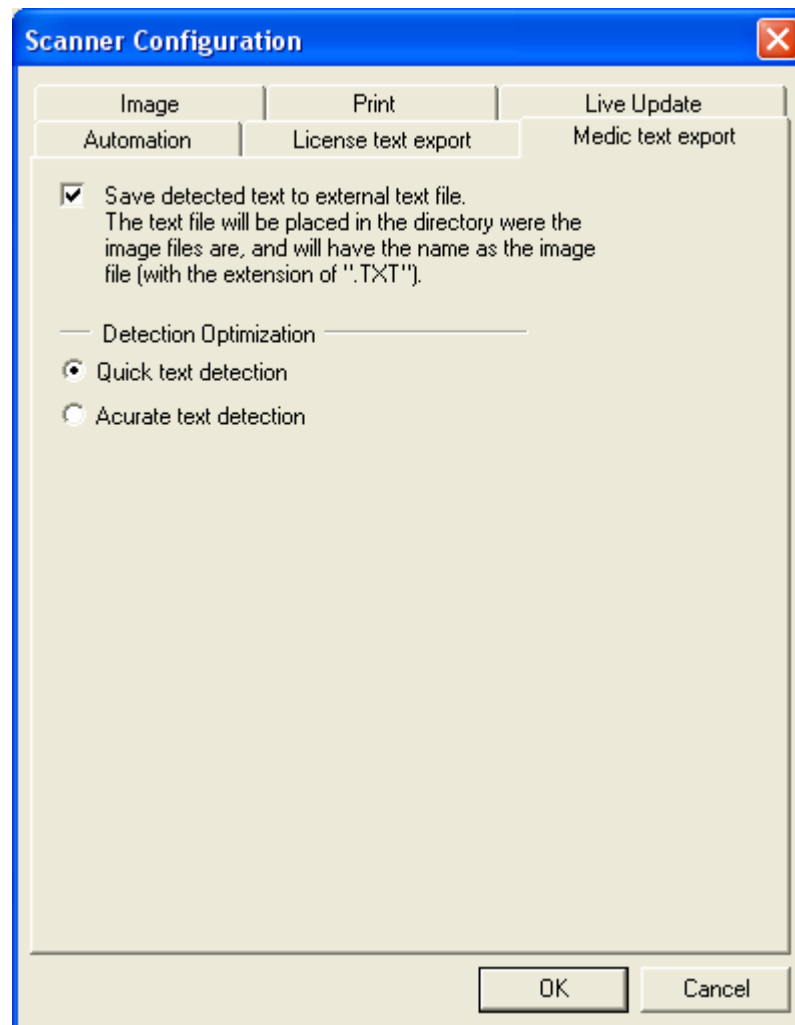 Scanner Configuration
Image Print Live Update
Automation License text export Medic text export
Save detected text to external text file.
The text file will be placed in the directory were the
image files are, and will have the name as the image
file (with the extension of ".TXT").
Detection Optimization
Quick text detection
Acurate text detection
OK Cancel